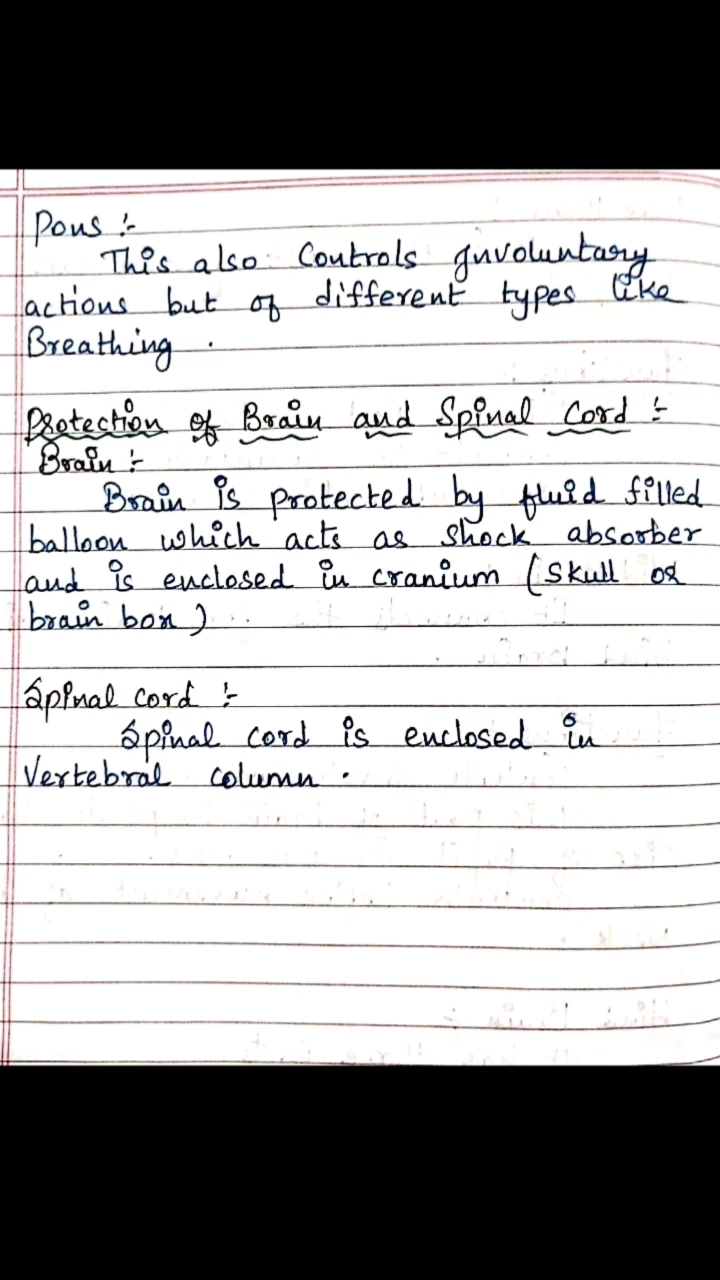 Pons :-
This also controls Involuntary
actions but of different types like
Breathing .
Protection of Brain and Spinal Cord :-
Brain :-
Brain is protected by fluid filled
balloon which acts as shock absorber
and is enclosed in cranium (Skull or
brain box)
Spinal cord :-
Spinal cord is enclosed in
Vertebral column .